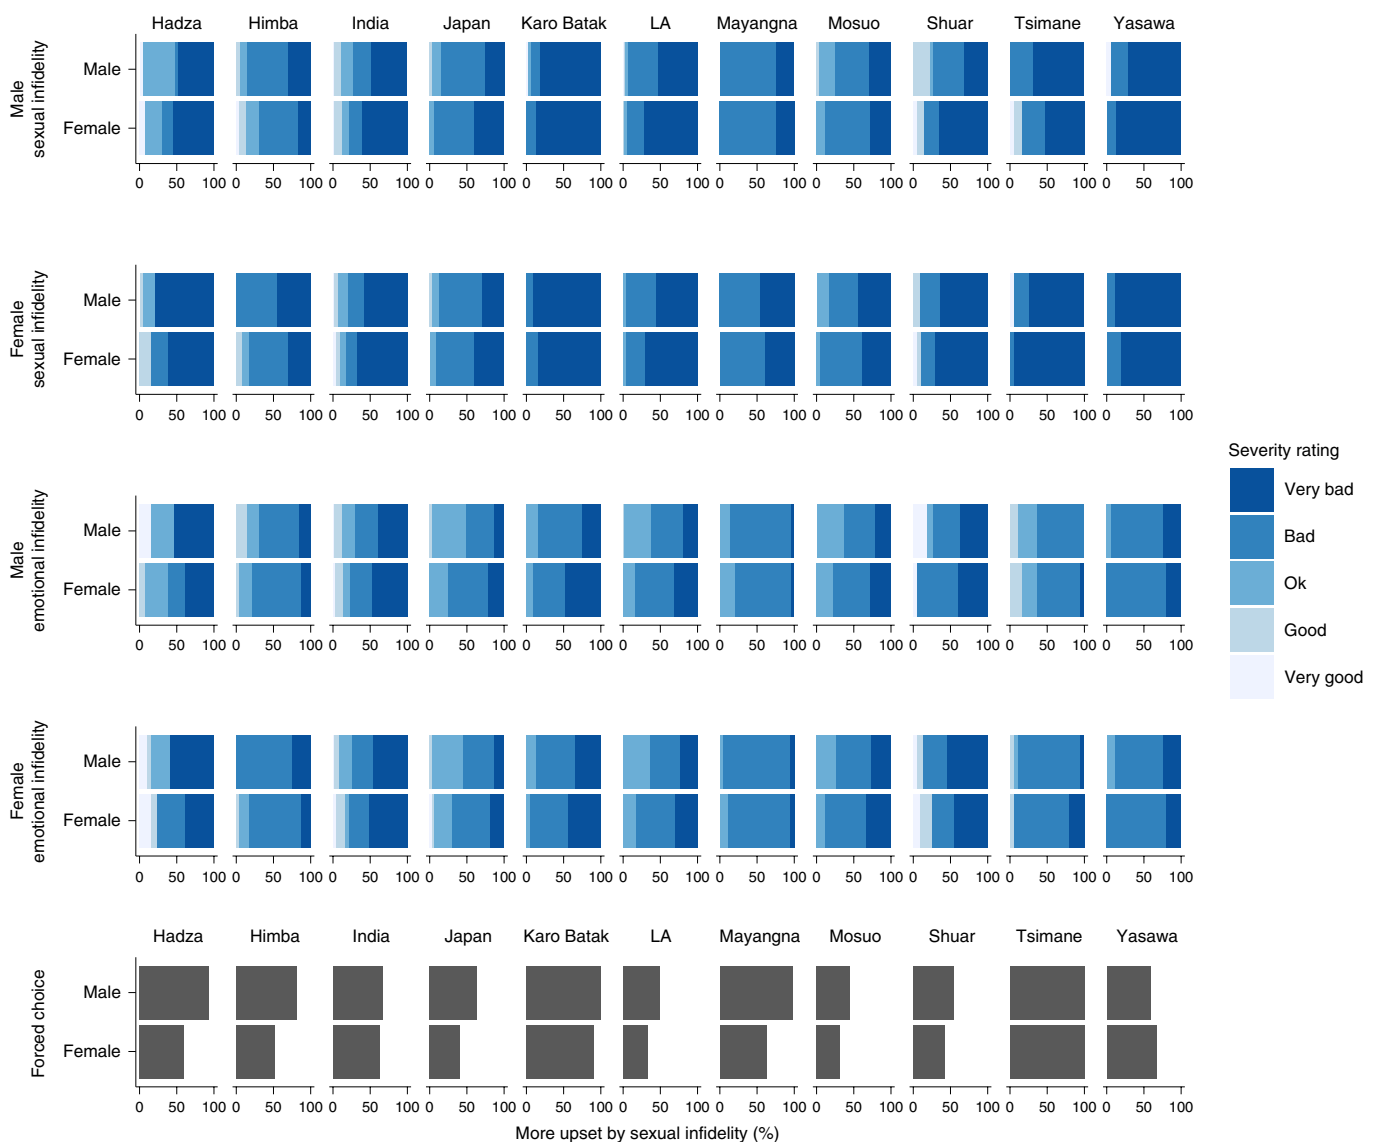 Hadza Himba India Japan Karo Batak LA Mayangna Mosuo Shuar Tsimane Yasawa
Male
sexual infidelity
Male
Female
0 50 100 0 50 100 0 50 100 0 50 100 0 50 100 0 50 100 0 50 100 0 50 100 0 50 100 0 50 100 0 50 100
Female
sexual infidelity
Male
Female
0 50 100 0 50 100 0 50 100 0 50 100 0 50 100 0 50 100 0 50 100 0 50 100 0 50 100 0 50 100 0 50 100
Male
emotional infidelity
Male
Female
0 50 100 0 50 100 0 50 100 0 50 100 0 50 100 0 50 100 0 50 100 0 50 100 0 50 100 0 50 100 0 50 100
Severity rating
Very bad
Bad
Ok
Good
Very good
Female
emotional infidelity
Male
Female
0 50 100 0 50 100 0 50 100 0 50 100 0 50 100 0 50 100 0 50 100 0 50 100 0 50 100 0 50 100 0 50 100
Hadza Himba India Japan Karo Batak LA Mayangna Mosuo Shuar Tsimane Yasawa
Forced choice
Male
Female
0 50 100 0 50 100 0 50 100 0 50 100 0 50 100 0 50 100 0 50 100 0 50 100 0 50 100 0 50 100 0 50 100
More upset by sexual infidelity (%)